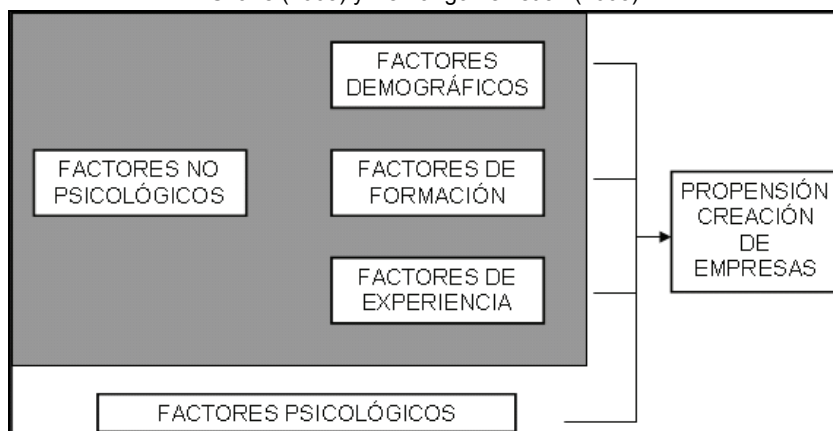 FACTORES
DEMOGRÁFICOS
FACTORES NO
PSICOLÓGICOS
FACTORES DE
FORMACIÓN
FACTORES DE
EXPERIENCIA
PROPENSIÓN
CREACIÓN
DE
EMPRESAS
FACTORES PSICOLÓGICOS